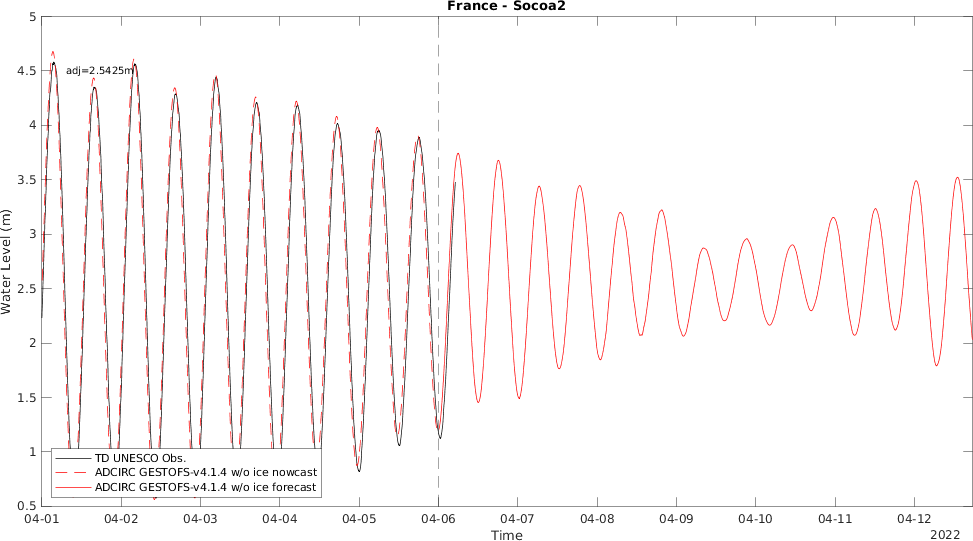 France - Socoa2
5
4.5
4
3.5
3
2.5
2
1.5
1
0.5
Water Level (m)
adj=2.5425m
TD UNESCO Obs.
ADCIRC GESTOFS-v4.1.4 w/o ice nowcast
ADCIRC GESTOFS-v4.1.4 w/o ice forecast
04-01 04-02 04-03 04-04 04-05 04-06 04-07 04-08 04-09 04-10 04-11 04-12
Time
2022